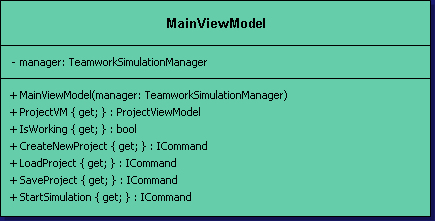 MainViewModel
- manager: TeamworkSimulationManager
+ MainViewModel(manager: TeamworkSimulationManager)
+ ProjectVM { get; } : ProjectViewModel
+ IsWorking { get; } : bool
+ CreateNewProject { get; } : ICommand
+ LoadProject { get; } : ICommand
+ SaveProject { get; } : ICommand
+ StartSimulation { get; } : ICommand